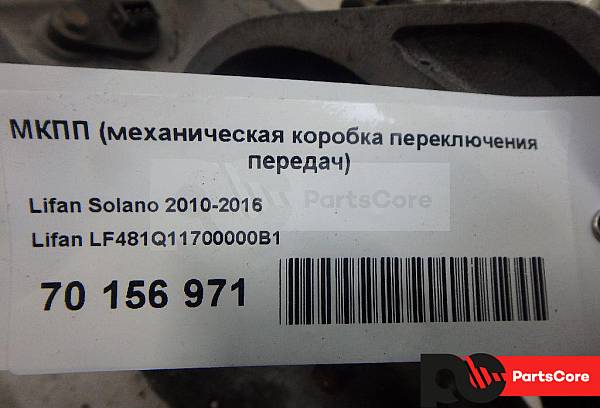 МКПП (механическая коробка переключения
передач)
PartsCore
Lifan Solano 2010-2016
Lifan LF481Q11700000B1
70 156 971
PartsCore